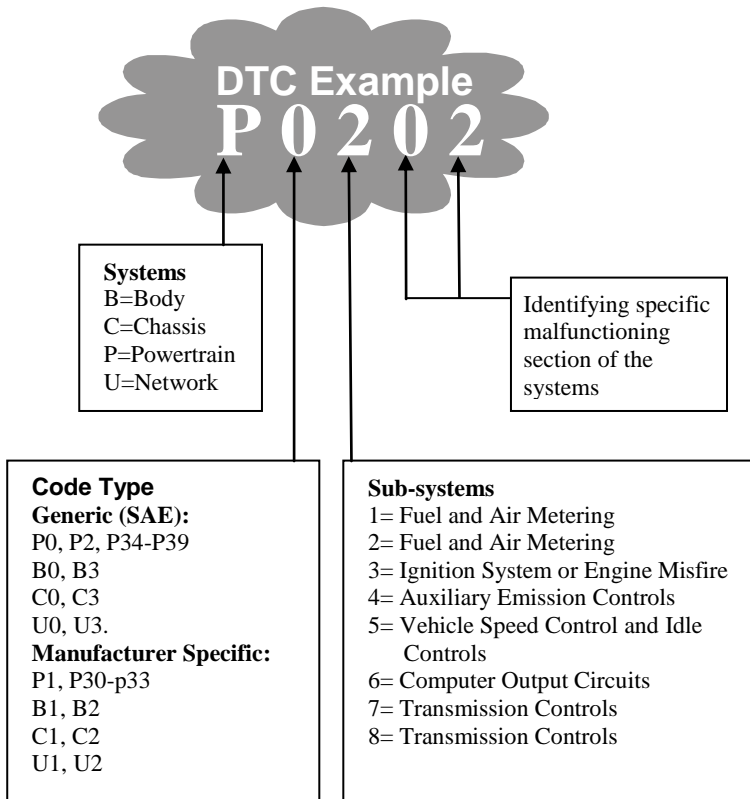 DTC Example
P 0 2 0 2
Systems
B=Body
C=Chassis
P=Powertrain
U=Network
Identifying specific
malfunctioning
section of the
systems
Code Type
Generic (SAE):
P0, P2, P34-P39
B0, B3
C0, C3
U0, U3.
Manufacturer Specific:
P1, P30-p33
B1, B2
C1, C2
U1, U2
Sub-systems
1= Fuel and Air Metering
2= Fuel and Air Metering
3= Ignition System or Engine Misfire
4= Auxiliary Emission Controls
5= Vehicle Speed Control and Idle
Controls
6= Computer Output Circuits
7= Transmission Controls
8= Transmission Controls